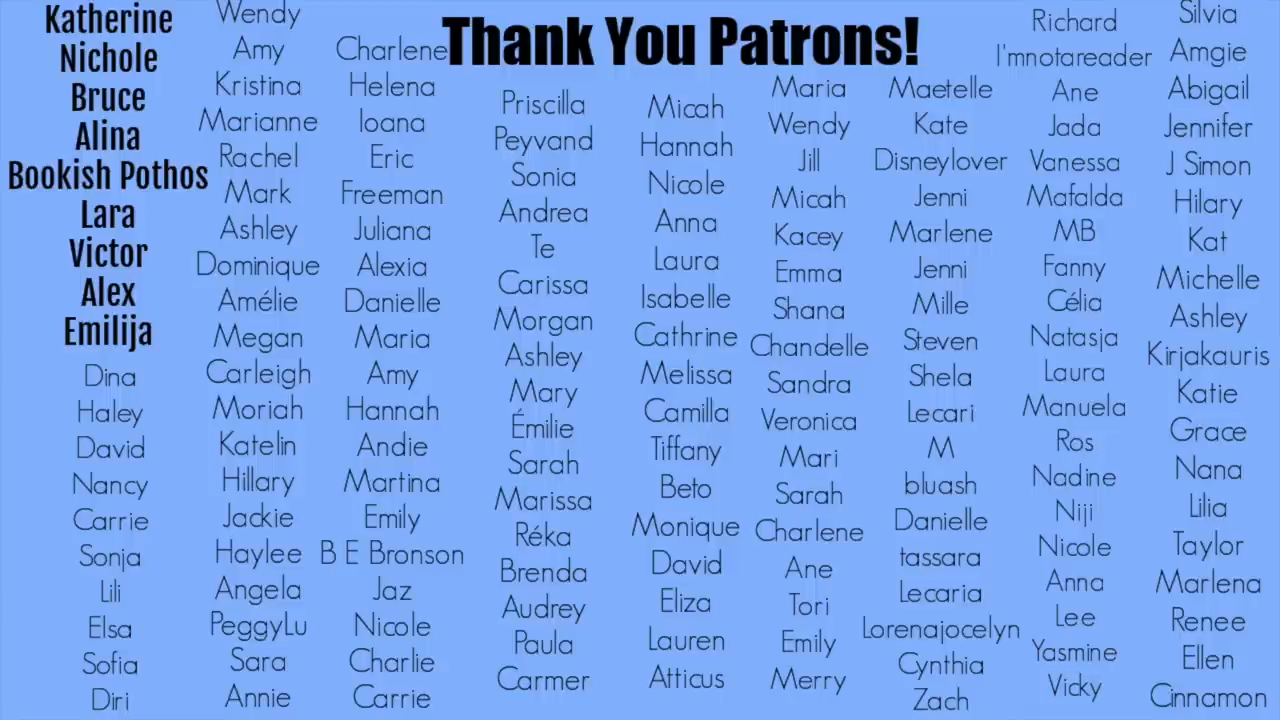 Thank You Patrons!
Katherine
Nichole
Bruce
Alina
Bookish Pothos
Lara
Victor
Alex
Emilija
Dina
Haley
David
Nancy
Carrie
Sonja
Lili
Elsa
Sofia
Diri
Wendy
Amy
Kristina
Marianne
Rachel
Mark
Ashley
Dominique
Amélie
Megan
Carleigh
Moriah
Katelin
Hillary
Jackie
Haylee
Angela
PeggyLu
Sara
Annie
Charlene
Helena
Ioana
Eric
Freeman
Juliana
Alexia
Danielle
Maria
Amy
Hannah
Andie
Martina
Emily
B E Bronson
Jaz
Nicole
Charlie
Carrie
Priscilla
Peyvand
Sonia
Andrea
Te
Carissa
Morgan
Ashley
Mary
Émilie
Sarah
Marissa
Réka
Brenda
Audrey
Paula
Carmer
Micah
Hannah
Nicole
Anna
Laura
Isabelle
Cathrine
Melissa
Camilla
Tiffany
Beto
Monique
David
Eliza
Lauren
Atticus
Maria
Wendy
Jill
Micah
Kacey
Emma
Shana
Chandelle
Sandra
Veronica
Mari
Sarah
Charlene
Ane
Tori
Emily
Merry
Maetelle
Kate
Disneylover
Jenni
Marlene
Jenni
Mille
Steven
Shela
Lecari
M
bluash
Danielle
tassara
Lecaria
Lorenajocelyn
Cynthia
Zach
Richard
I'mnotareader
Ane
Jada
Vanessa
Mafalda
MB
Fanny
Célia
Natasja
Laura
Manuela
Ros
Nadine
Niji
Nicole
Anna
Lee
Yasmine
Vicky
Silvia
Amgie
Abigail
Jennifer
J Simon
Hilary
Kat
Michelle
Ashley
Kirjakauris
Katie
Grace
Nana
Lilia
Taylor
Marlena
Renee
Ellen
Cinnamon